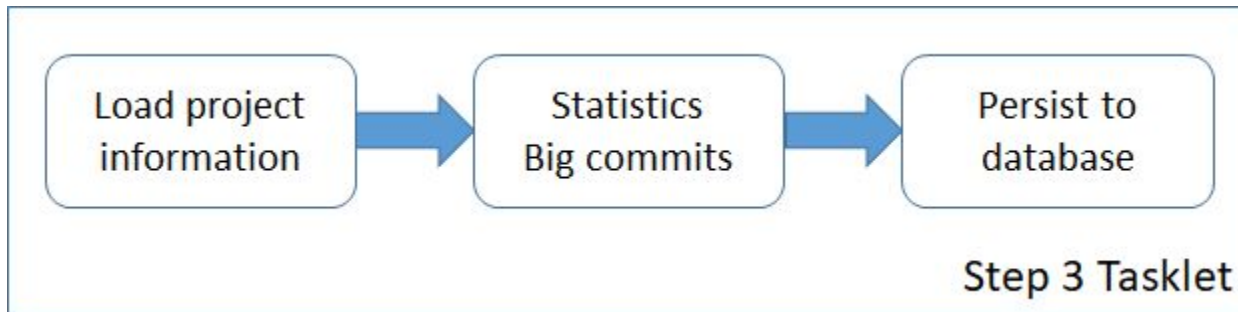 Load project
information
Statistics
Big commits
Persist to
database
Step 3 Tasklet